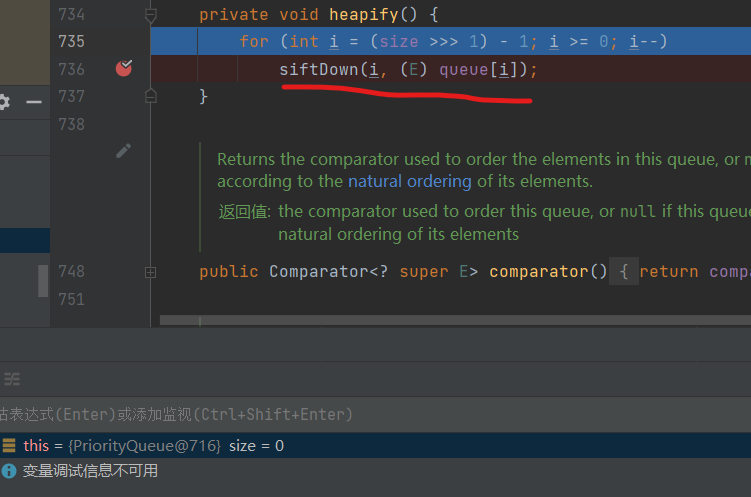 734 private void heapify() {
735 for (int i = (size >>> 1) - 1; i >= 0; i--)
736 siftDown(i, (E) queue[i]);
737 }
738
Returns the comparator used to order the elements in this queue, or
according to the natural ordering of its elements.
返回值: the comparator used to order this queue, or null if this queue
natural ordering of its elements
748 public Comparator<? super E> comparator() { return compa
751
表达式(Enter)或添加监视(Ctrl+Shift+Enter)
this = {PriorityQueue@716} size = 0
变量调试信息不可用